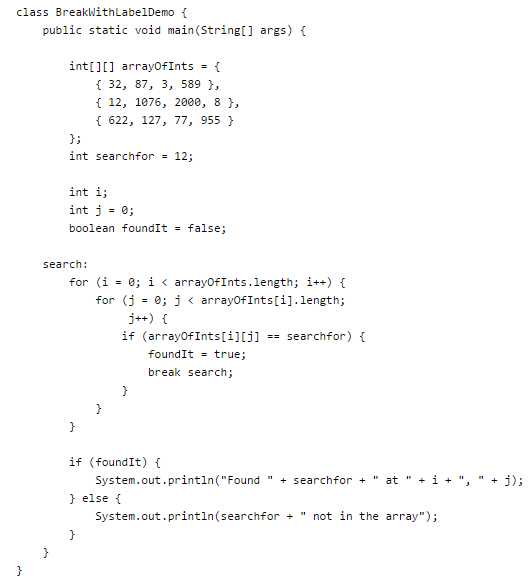 class BreakWithLabelDemo {
    public static void main(String[] args) {

        int[][] arrayOfInts = {
            { 32, 87, 3, 589 },
            { 12, 1076, 2000, 8 },
            { 622, 127, 77, 955 }
        };
        int searchfor = 12;

        int i;
        int j = 0;
        boolean foundIt = false;

    search:
        for (i = 0; i < arrayOfInts.length; i++) {
            for (j = 0; j < arrayOfInts[i].length;
                 j++) {
                if (arrayOfInts[i][j] == searchfor) {
                    foundIt = true;
                    break search;
                }
            }
        }

        if (foundIt) {
            System.out.println("Found " + searchfor + " at " + i + ", " + j);
        } else {
            System.out.println(searchfor + " not in the array");
        }
    }
}